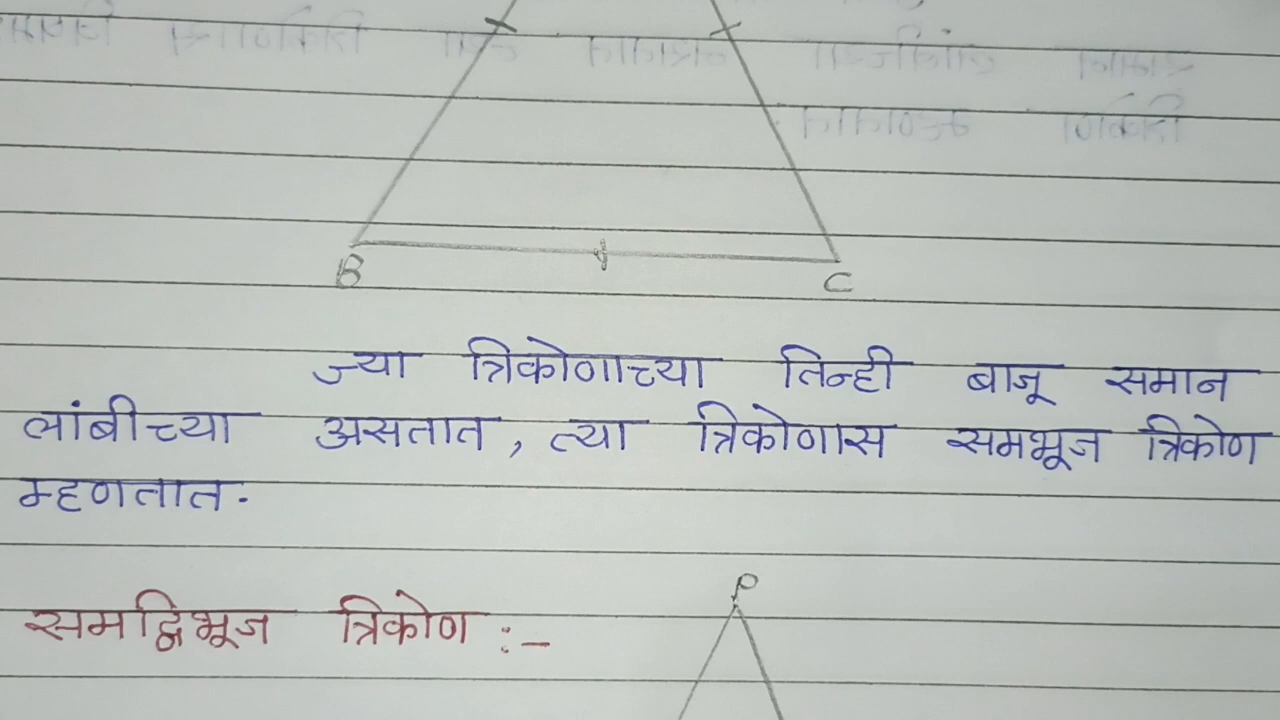 B
C
ज्या त्रिकोणाच्या तिन्ही बाजू समान
लांबीच्या असतात, त्या त्रिकोणास समभूज त्रिकोण
म्हणतात.
P
समद्विभूज त्रिकोण :-